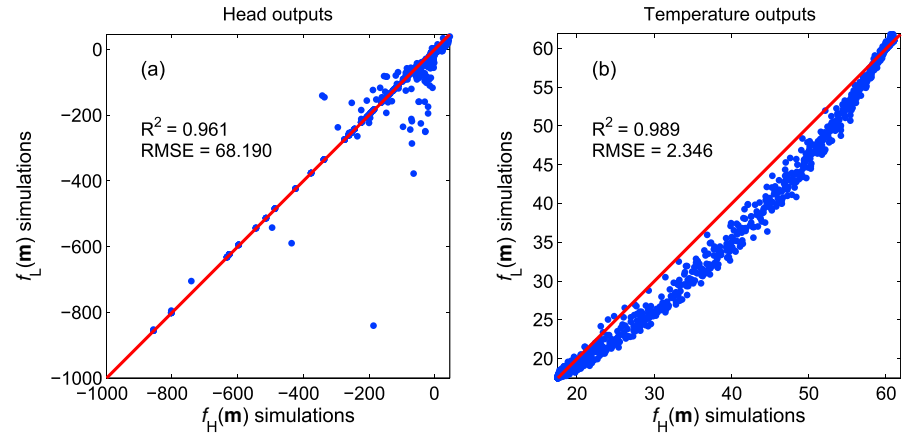 Head outputs
(a)
R² = 0.961
RMSE = 68.190
0
−200
−400
−600
−800
−1000
−1000 −800 −600 −400 −200 0
f_L(m) simulations
f_H(m) simulations
Temperature outputs
(b)
R² = 0.989
RMSE = 2.346
60
55
50
45
40
35
30
25
20
20 30 40 50 60
f_L(m) simulations
f_H(m) simulations